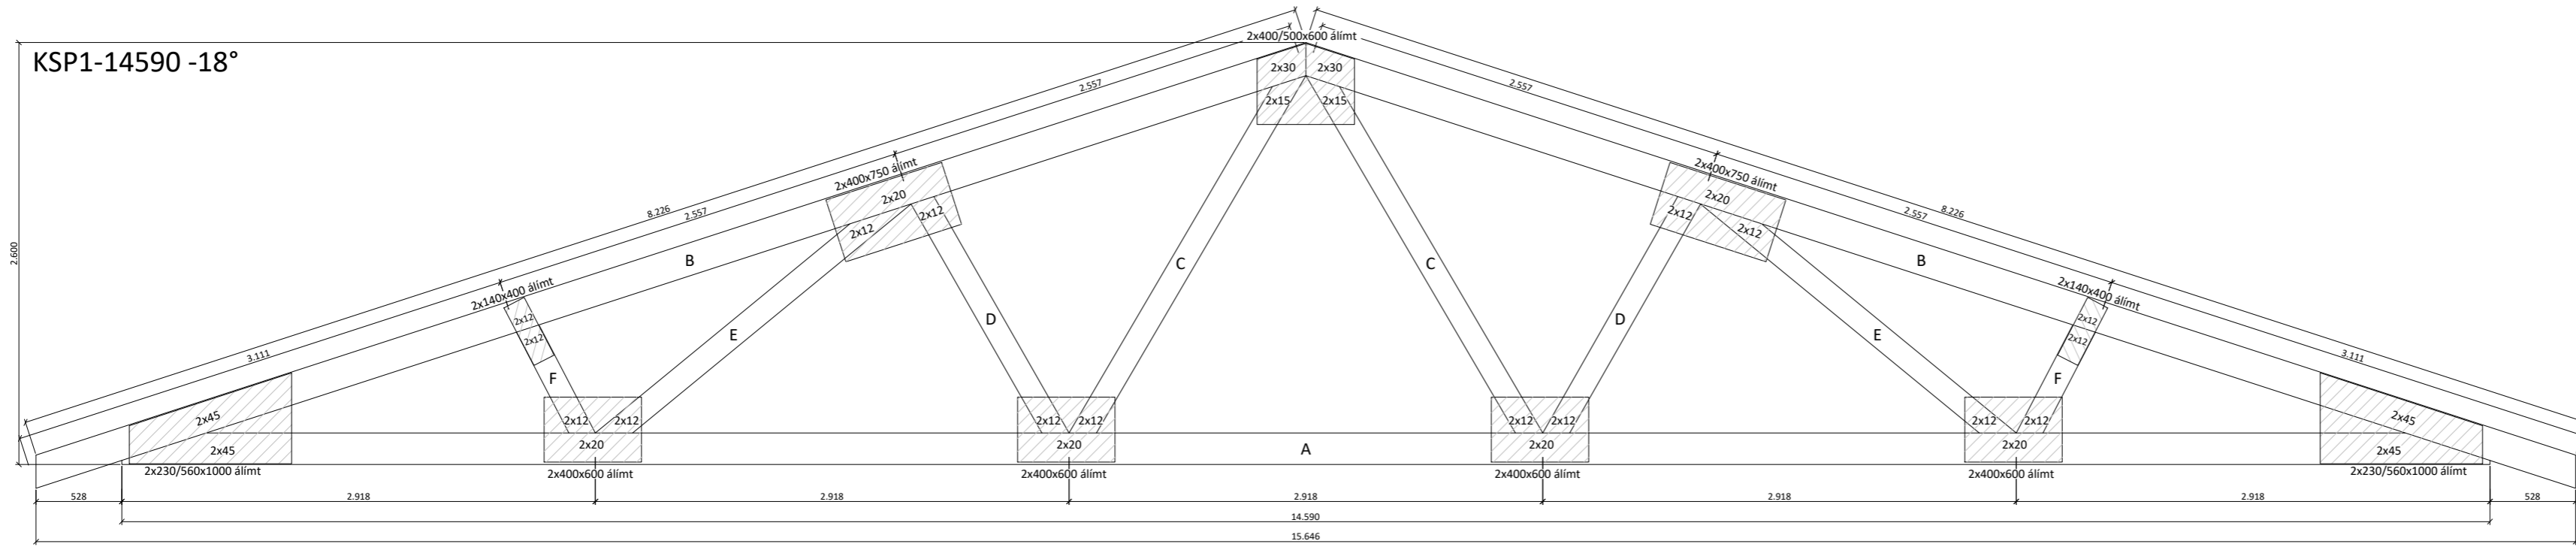 KSP1-14590 -18°
2x400/500x600 álímt
2x30
2x30
2x15
2x15
2.557
2.557
2x400x750 álímt
2x400x750 álímt
8.226
2.557
2x20
2x12
2x12
2x20
2x12
2x12
2.557
8.226
2.600
B
C
C
B
2x140x400 álímt
2x140x400 álímt
2x12
2x12
2x12
2x12
E
D
D
E
3.111
3.111
F
F
2x45
2x45
2x12
2x12
2x20
2x12
2x12
2x20
A
2x12
2x12
2x20
2x12
2x12
2x20
2x45
2x45
2x230/560x1000 álímt
2x400x600 álímt
2x400x600 álímt
2x400x600 álímt
2x400x600 álímt
2x230/560x1000 álímt
528
2.918
2.918
2.918
2.918
2.918
528
14.590
15.646